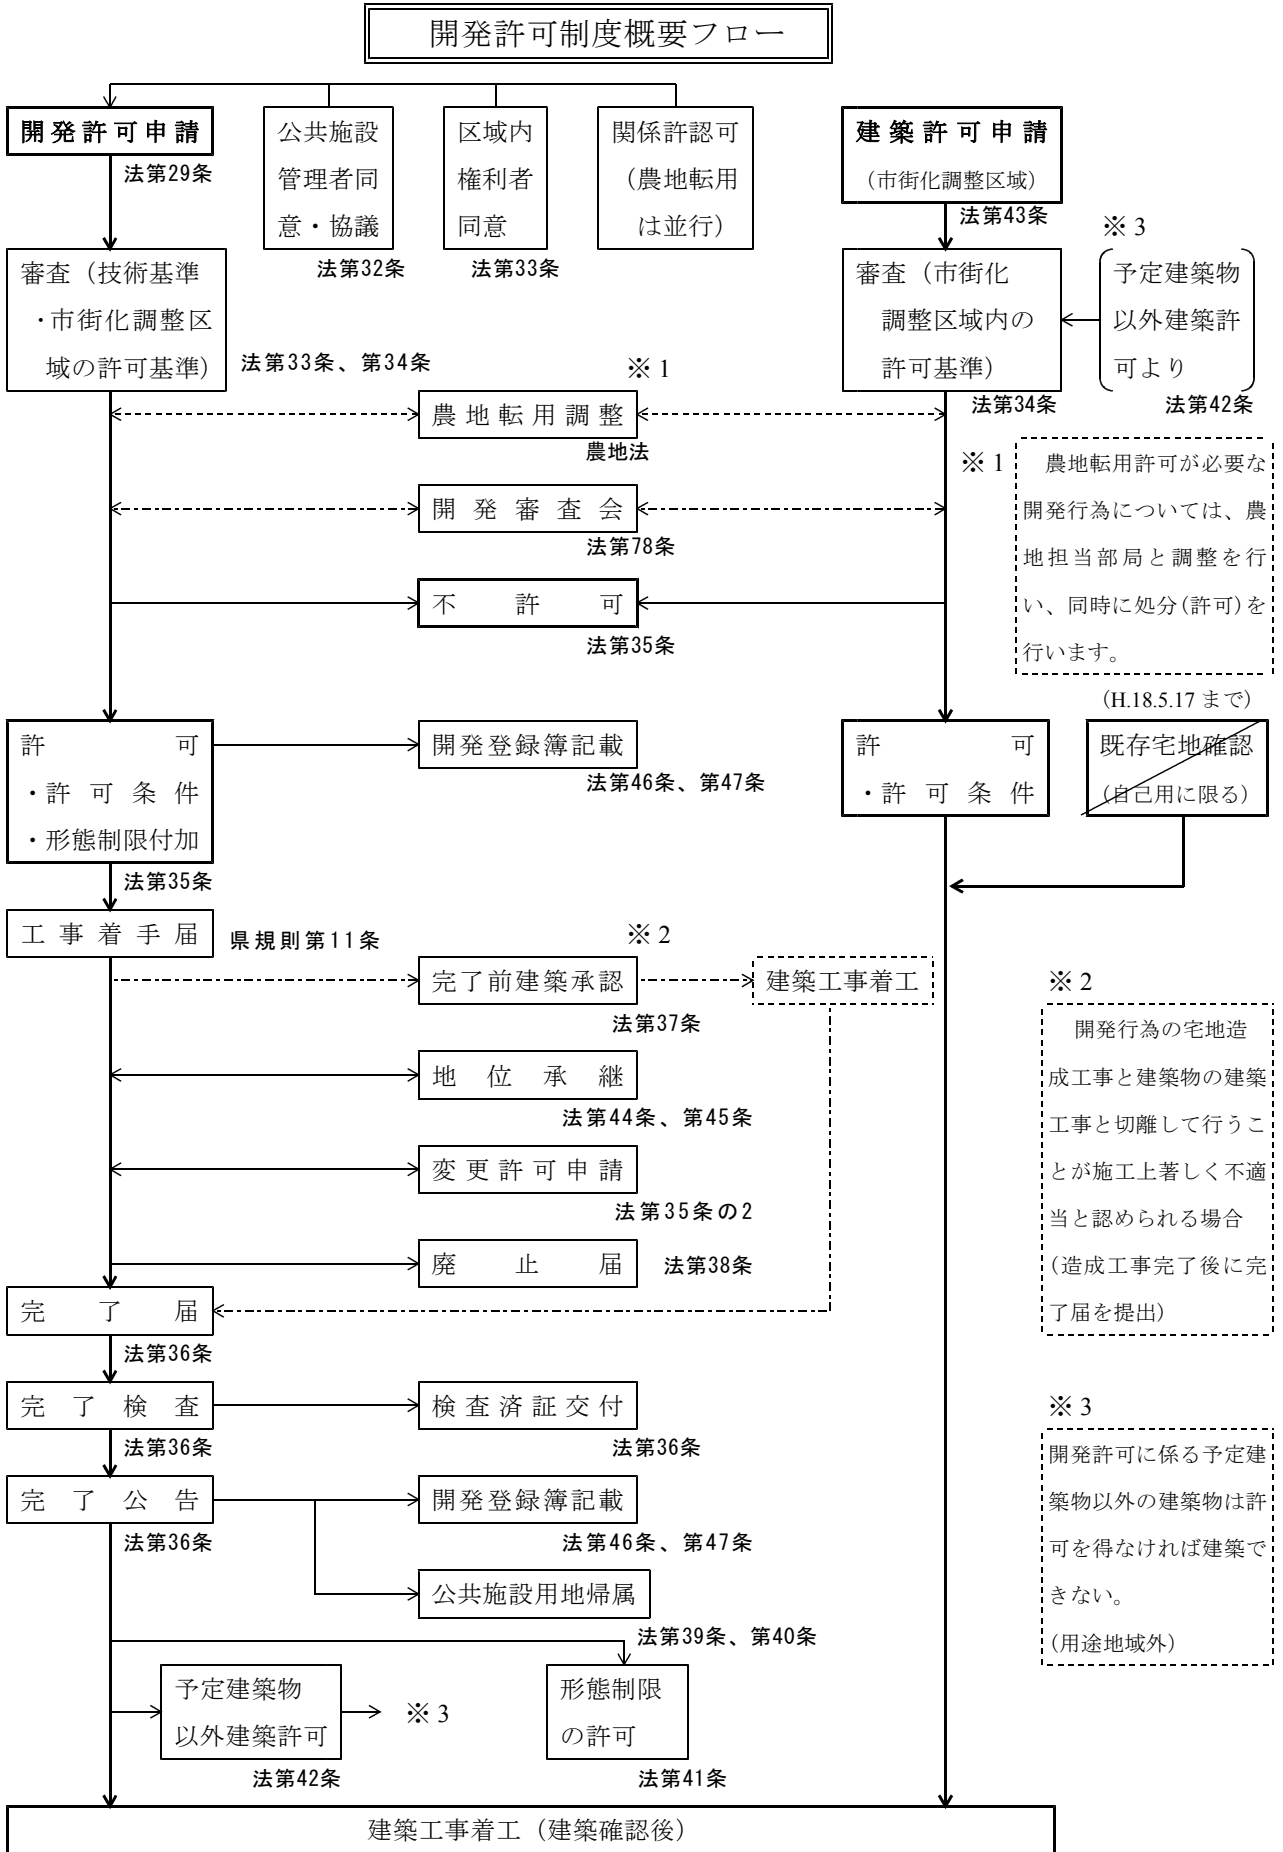 開発許可制度概要フロー
開発許可申請
法第29条
公共施設
管理者同
意・協議
法第32条
区域内
権利者
同意
法第33条
関係許認可
（農地転用
は並行）
建築許可申請
（市街化調整区域）
法第43条
審査（技術基準
・市街化調整区
域の許可基準）
法第33条、第34条
審査（市街化
調整区域内の
許可基準）
法第34条
※3
予定建築物
以外建築許
可より
法第42条
※1
農地転用調整
農地法
開発審査会
法第78条
不許可
法第35条
※1
農地転用許可が必要な
開発行為については、農
地担当部局と調整を行
い、同時に処分(許可)を
行います。
許可
・許可条件
・形態制限付加
法第35条
開発登録簿記載
法第46条、第47条
許可
・許可条件
（H.18.5.17 まで）
既存宅地確認
（自己用に限る）
工事着手届
県規則第11条
※2
完了前建築承認
法第37条
建築工事着工
地位承継
法第44条、第45条
変更許可申請
法第35条の2
廃止届
法第38条
※2
開発行為の宅地造
成工事と建築物の建築
工事と切離して行うこ
とが施工上著しく不適
当と認められる場合
(造成工事完了後に完
了届を提出)
完了届
法第36条
完了検査
法第36条
検査済証交付
法第36条
完了公告
法第36条
開発登録簿記載
法第46条、第47条
公共施設用地帰属
法第39条、第40条
※3
開発許可に係る予定建
築物以外の建築物は許
可を得なければ建築で
きない。
(用途地域外)
予定建築物
以外建築許可
法第42条
※3
形態制限
の許可
法第41条
建築工事着工（建築確認後）